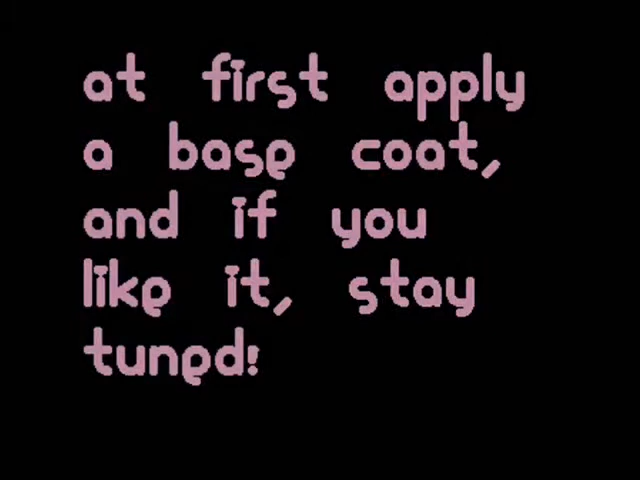 at first apply
a base coat,
and if you
like it, stay
tuned!